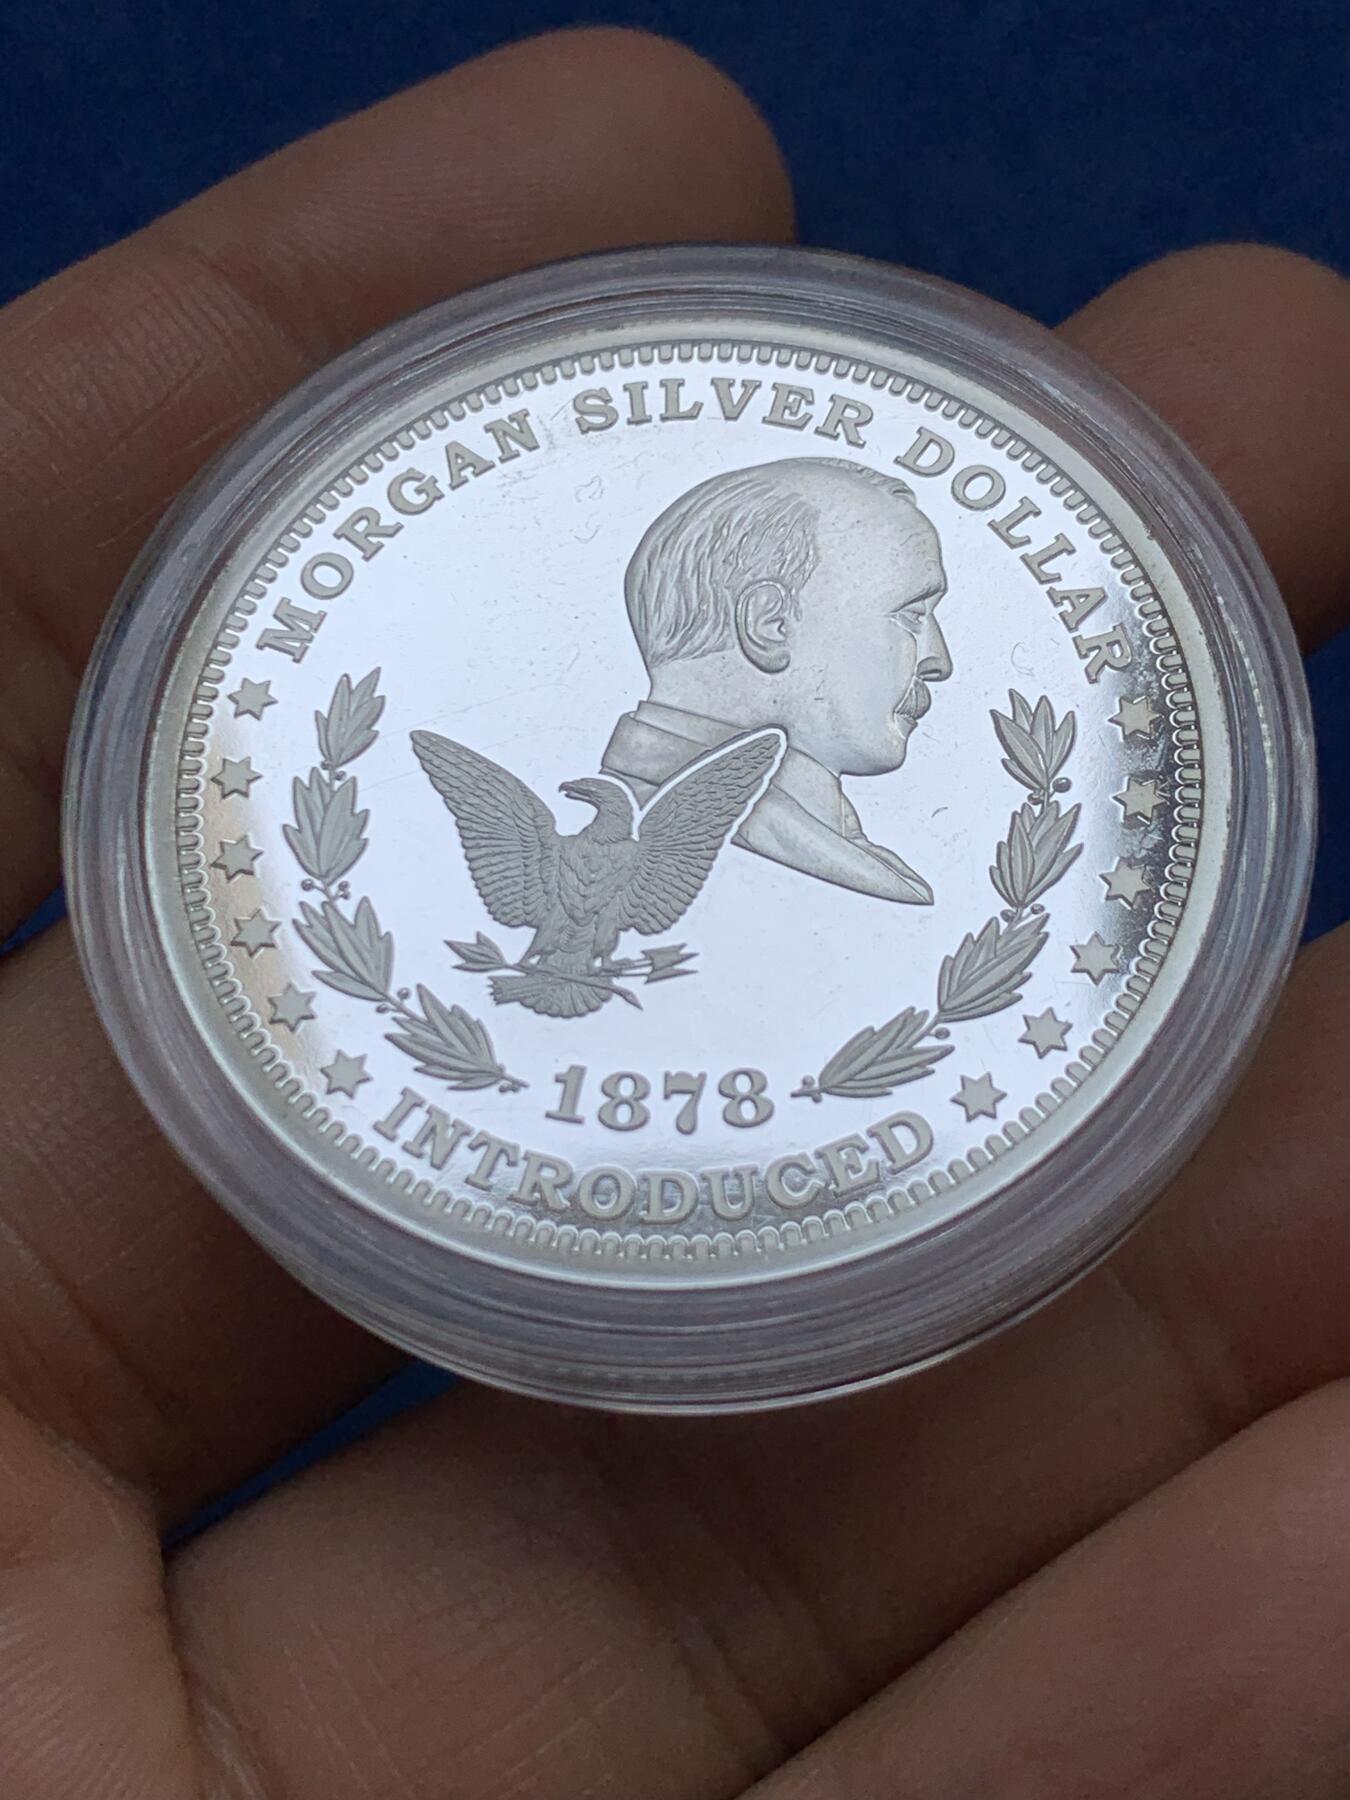 MORGAN SILVER DOLLAR
1878
INTRODUCED